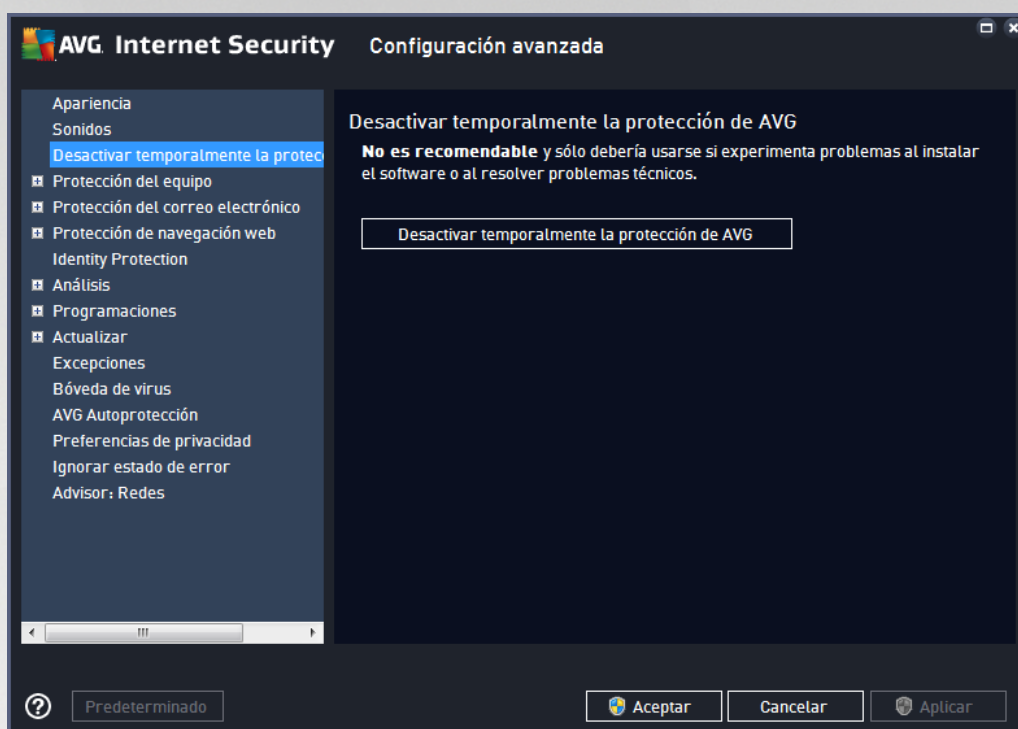 AVG. Internet Security Configuración avanzada
Apariencia
Sonidos
Desactivar temporalmente la protec
Protección del equipo
Protección del correo electrónico
Protección de navegación web
Identity Protection
Análisis
Programaciones
Actualizar
Excepciones
Bóveda de virus
AVG Autoprotección
Preferencias de privacidad
Ignorar estado de error
Advisor: Redes
Desactivar temporalmente la protección de AVG
No es recomendable y sólo debería usarse si experimenta problemas al instalar
el software o al resolver problemas técnicos.
Desactivar temporalmente la protección de AVG
Predeterminado
Aceptar
Cancelar
Aplicar